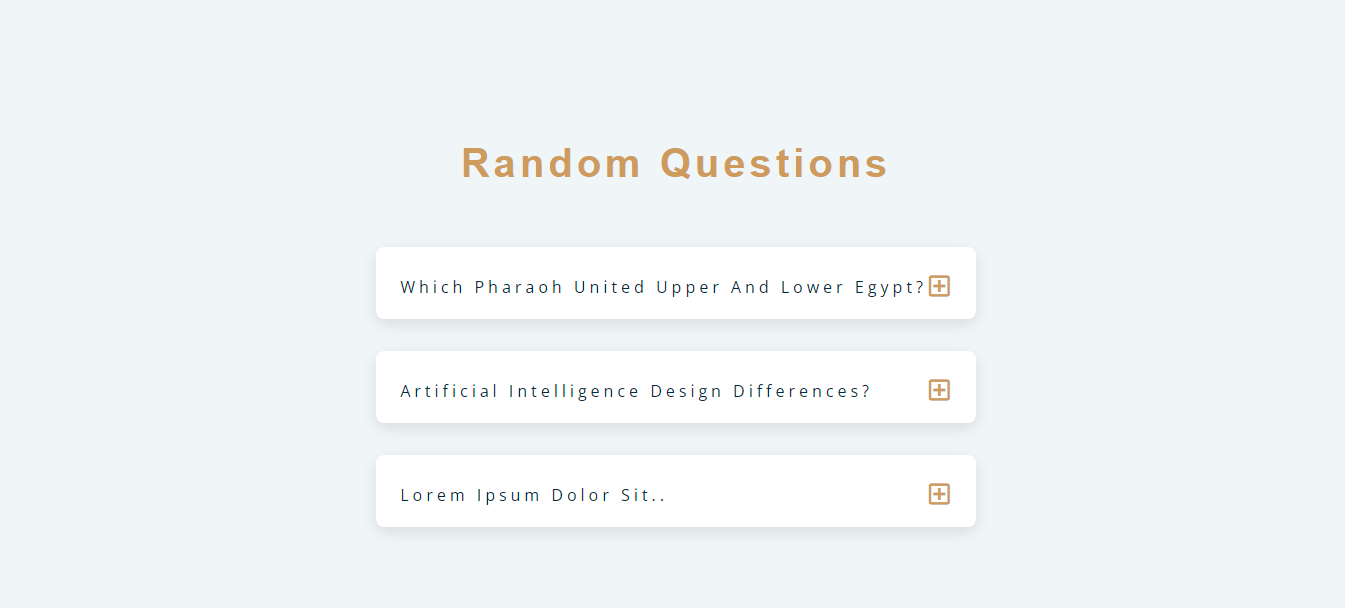 Random Questions
Which Pharaoh United Upper And Lower Egypt?
Artificial Intelligence Design Differences?
Lorem Ipsum Dolor Sit..